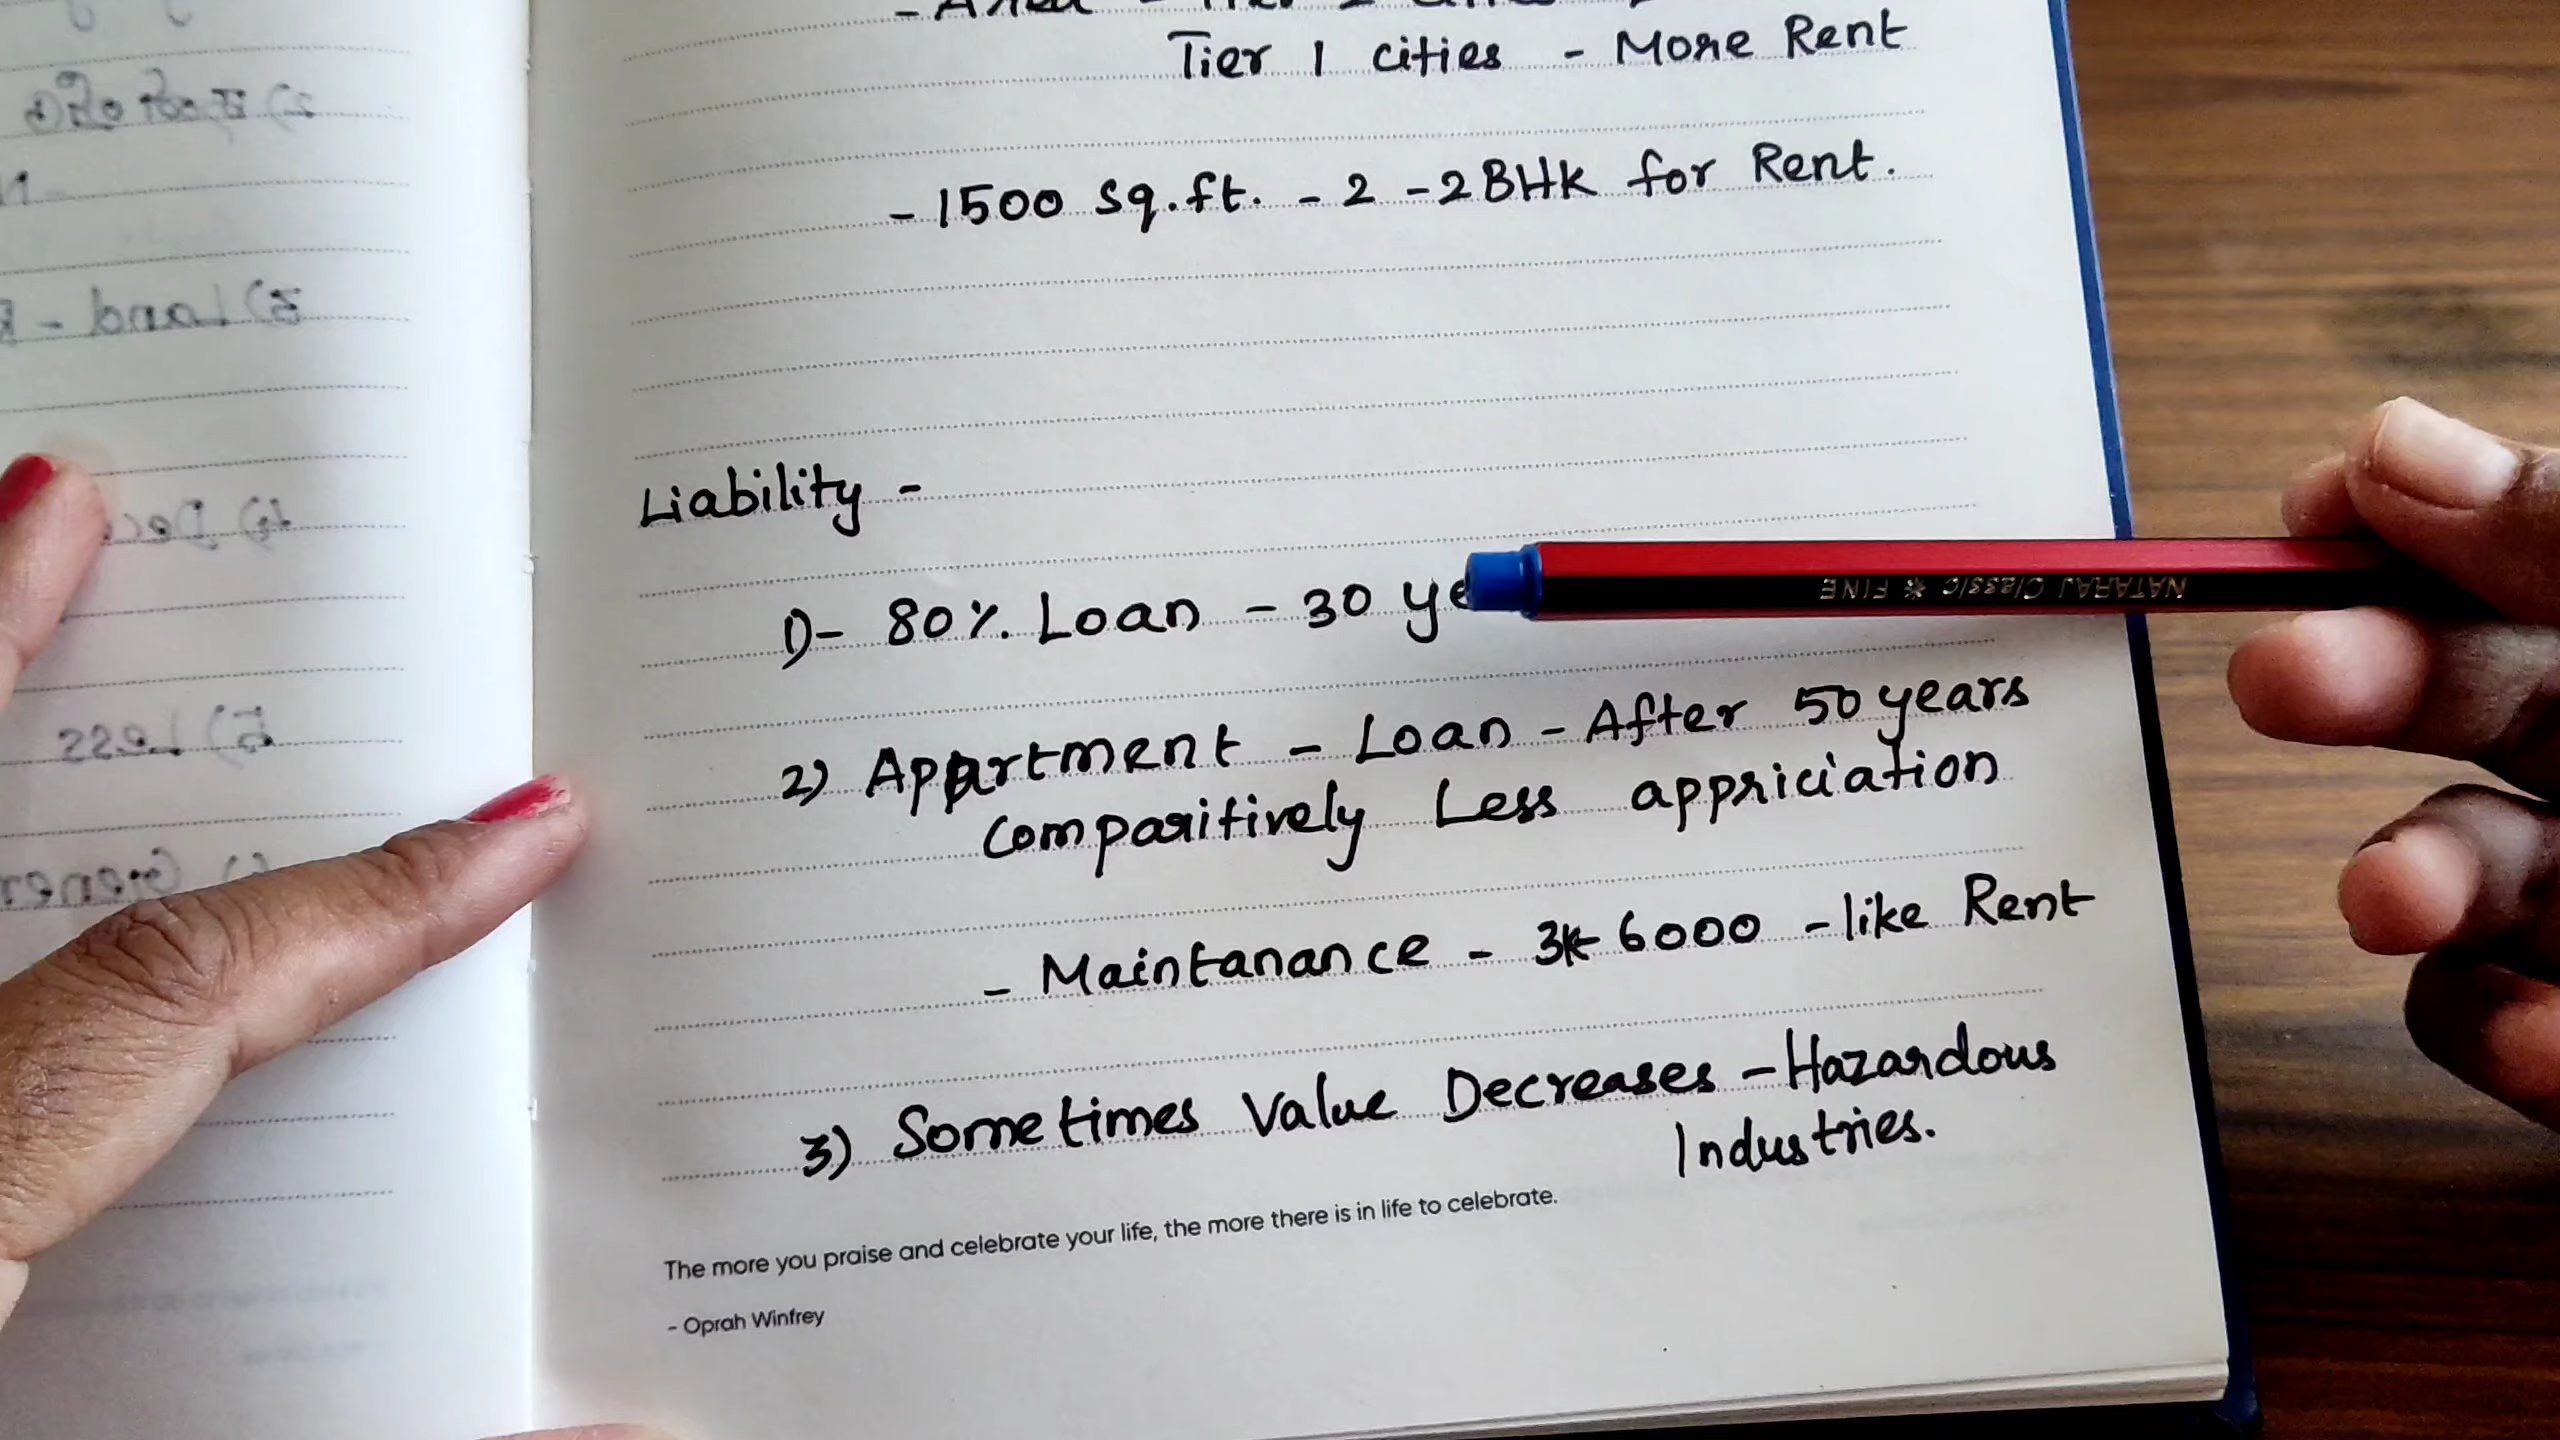 Tier 1 cities - More Rent
- 1500 sq.ft. - 2 - 2BHK for Rent.
Liability -
1)- 80% Loan - 30 ye
2) Appartment - Loan - After 50 years
comparitively Less appriciation
- Maintanance - 3k- 6000 - like Rent
3) Sometimes Value Decreases - Hazardous
Industries.
The more you praise and celebrate your life, the more there is in life to celebrate.
- Oprah Winfrey
NATARAJ Classic * FINE